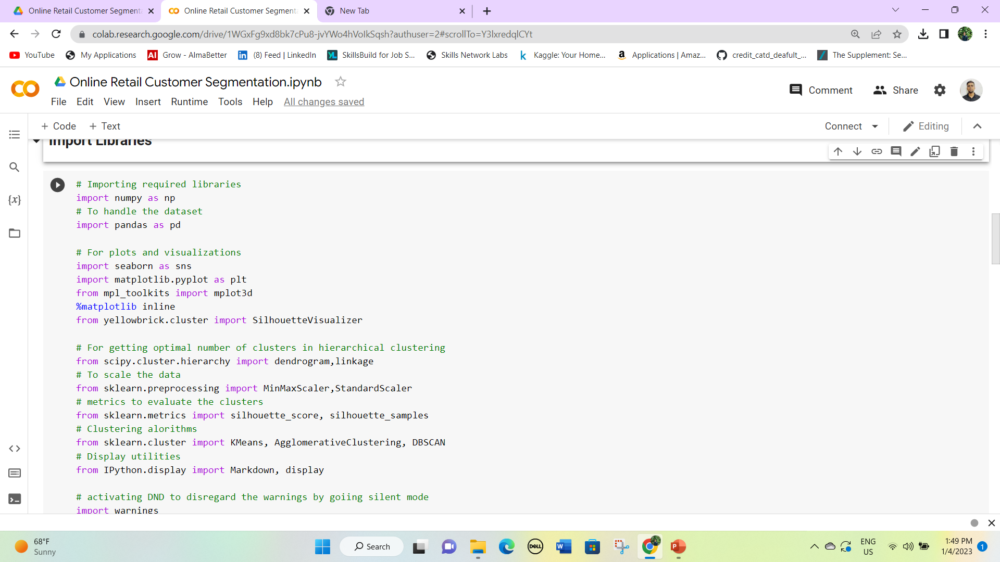 Online Retail Customer Segmenta
Online Retail Customer Segmenta
New Tab
colab.research.google.com/drive/1WGxFg9xd8bk7cPu8-jvYWo4hVoIkSqsh?authuser=2#scrollTo=Y3lxredqlCYt
YouTube
My Applications
AI Grow - AlmaBetter
in (8) Feed | LinkedIn
YL SkillsBuild for Job S...
Skills Network Labs
k Kaggle: Your Home...
a Applications | Amaz...
credit_catd_deafult_...
The Supplement: Se...
Online Retail Customer Segmentation.ipynb
Comment
Share
File Edit View Insert Runtime Tools Help All changes saved
+ Code + Text
Connect
Editing
Import Libraries
{x}
# Importing required libraries
import numpy as np
# To handle the dataset
import pandas as pd
# For plots and visualizations
import seaborn as sns
import matplotlib.pyplot as plt
from mpl_toolkits import mplot3d
%matplotlib inline
from yellowbrick.cluster import SilhouetteVisualizer
# For getting optimal number of clusters in hierarchical clustering
from scipy.cluster.hierarchy import dendrogram,linkage
# To scale the data
from sklearn.preprocessing import MinMaxScaler,StandardScaler
# metrics to evaluate the clusters
from sklearn.metrics import silhouette_score, silhouette_samples
# Clustering alorithms
from sklearn.cluster import KMeans, AgglomerativeClustering, DBSCAN
# Display utilities
from IPython.display import Markdown, display
# activating DND to disregard the warnings by goiing silent mode
import warnings
68°F
Sunny
Search
DELL
W
P
ENG
US
1:49 PM
1/4/2023
1